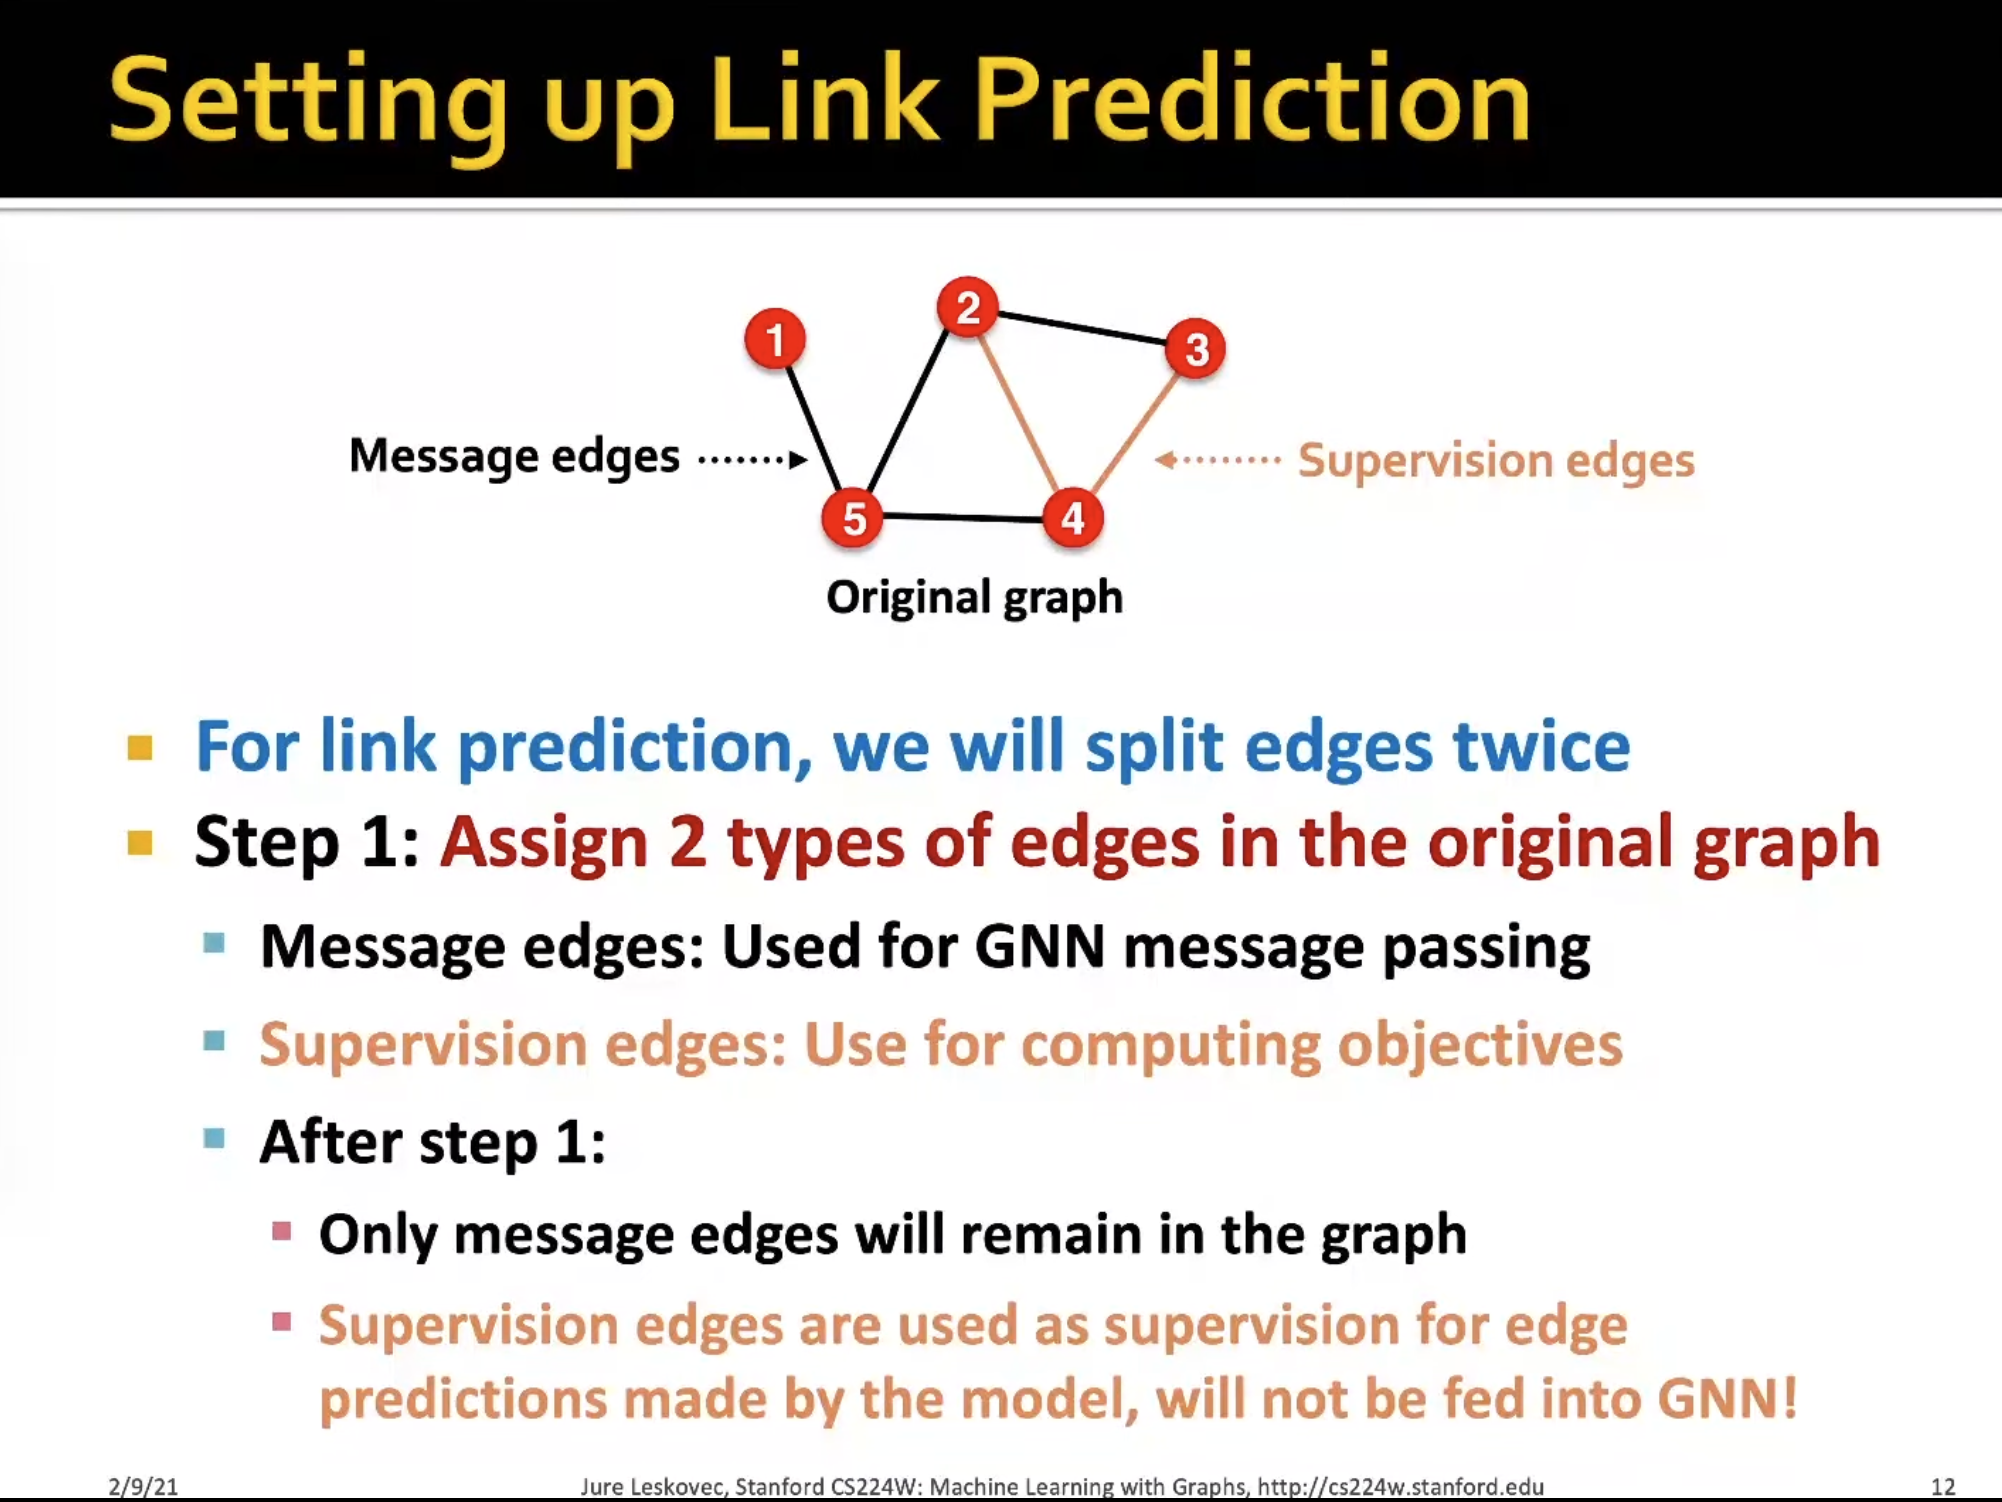 Setting up Link Prediction
1
2
3
Message edges
Supervision edges
5
4
Original graph
For link prediction, we will split edges twice
Step 1: Assign 2 types of edges in the original graph
Message edges: Used for GNN message passing
Supervision edges: Use for computing objectives
After step 1:
Only message edges will remain in the graph
Supervision edges are used as supervision for edge
predictions made by the model, will not be fed into GNN!
2/9/21
Jure Leskovec, Stanford CS224W: Machine Learning with Graphs, http://cs224w.stanford.edu
12